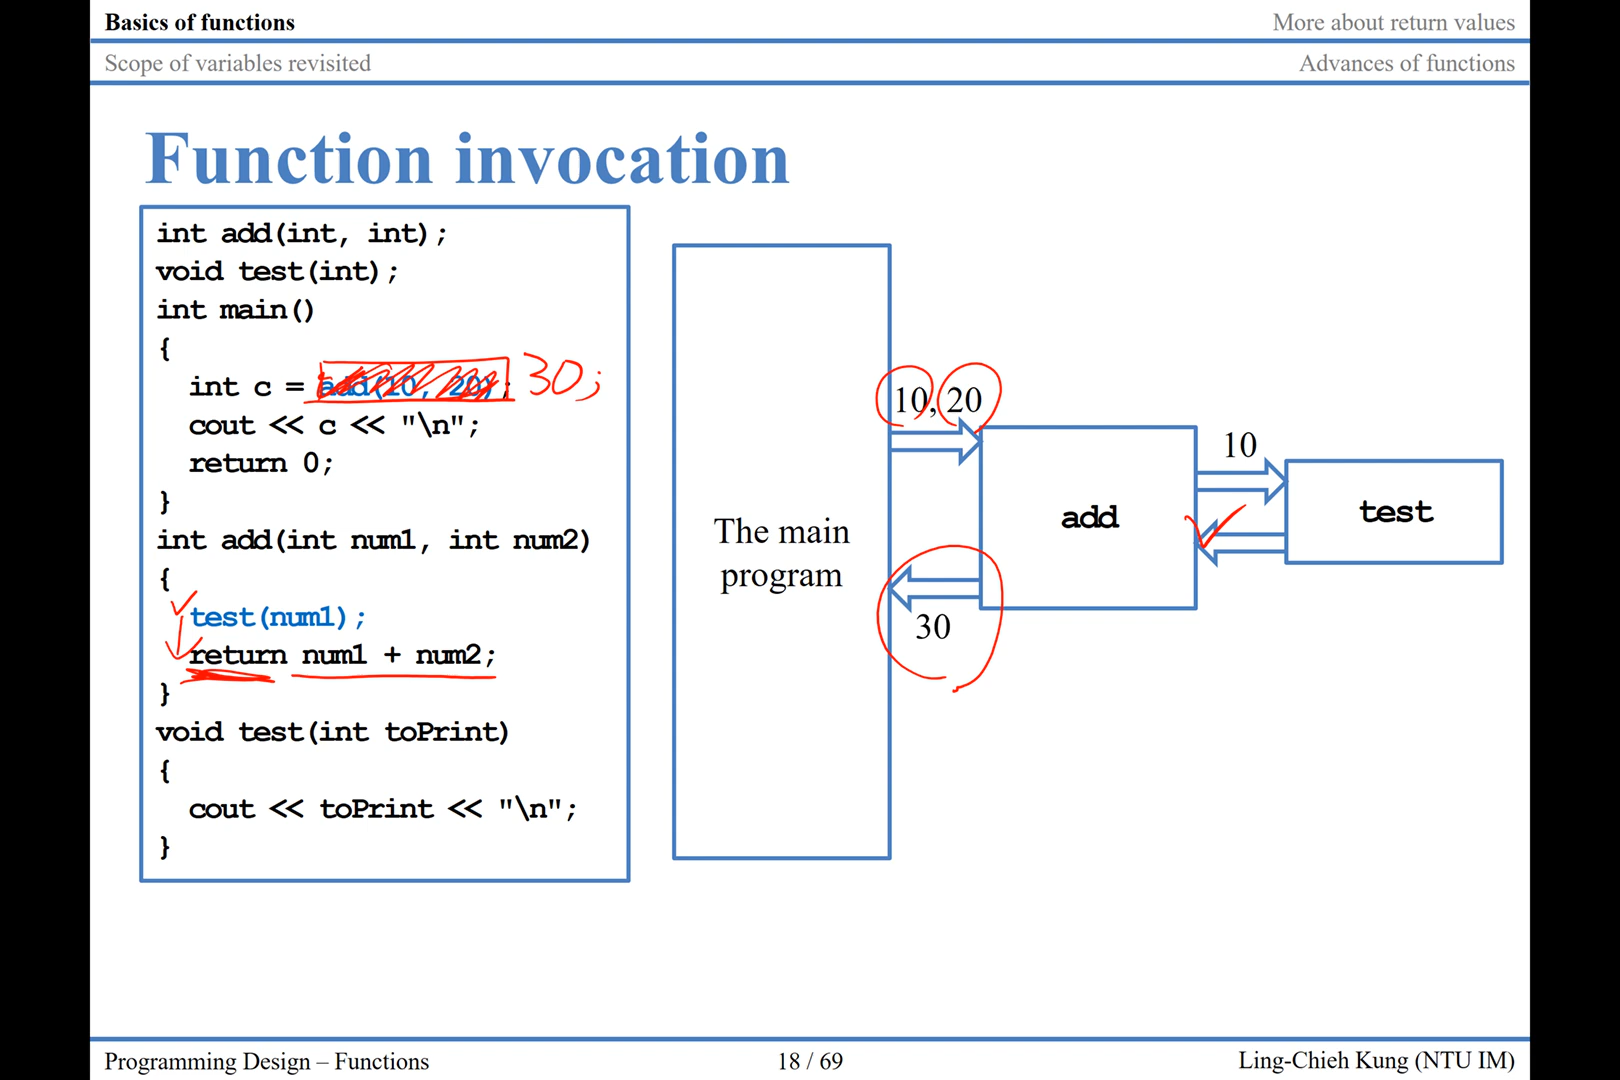 Basics of functions More about return values
Scope of variables revisited Advances of functions
Function invocation
int add(int, int);
void test(int);
int main()
{
int c = add(10, 20); 30;
cout << c << "\n";
return 0;
}
int add(int num1, int num2)
{
test(num1);
return num1 + num2;
}
void test(int toPrint)
{
cout << toPrint << "\n";
}
The main
program
10, 20
add
30
10
test
Programming Design – Functions 18 / 69 Ling-Chieh Kung (NTU IM)